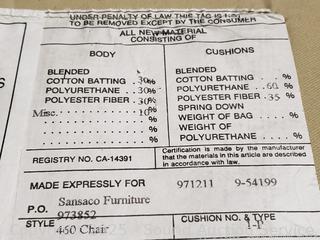 UNDER PENALTY OF LAW THIS TAG IS
TO BE REMOVED EXCEPT BY THE CONSUMER
ALL NEW MATERIAL
CONSISTING OF
BODY
BLENDED
COTTON BATTING . 30%
POLYURETHANE . . 30%
POLYESTER FIBER . 30%
Misc. . . . . . . 10%
. . . . . . . %
. . . . . . . %
CUSHIONS
BLENDED
COTTON BATTING . . %
POLYURETHANE . . 60 %
POLYESTER FIBER . 35 %
SPRING DOWN
WEIGHT OF BAG . . . %
WEIGHT OF
POLYURETHANE . . . . %
REGISTRY NO. CA-14391
Certification is made by the manufacturer
that the materials in this article are described
in accordance with law.
MADE EXPRESSLY FOR
971211 9-54199
Sansaco Furniture
P.O. 973852
STYLE 460 Chair
CUSHION NO. & TYPE
1-P